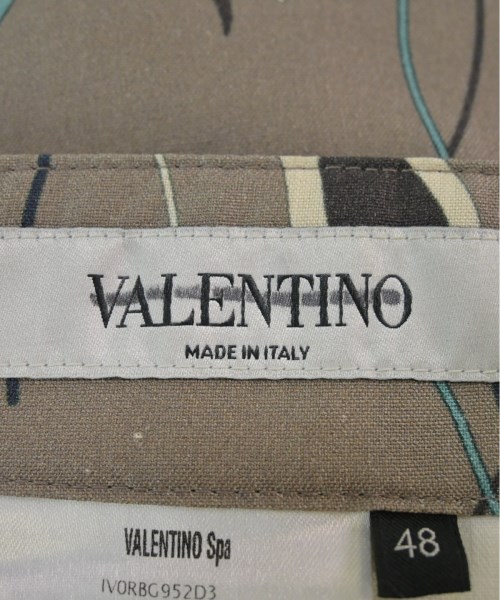 VALENTINO
MADE IN ITALY
VALENTINO Spa
48
IV0RBG952D3